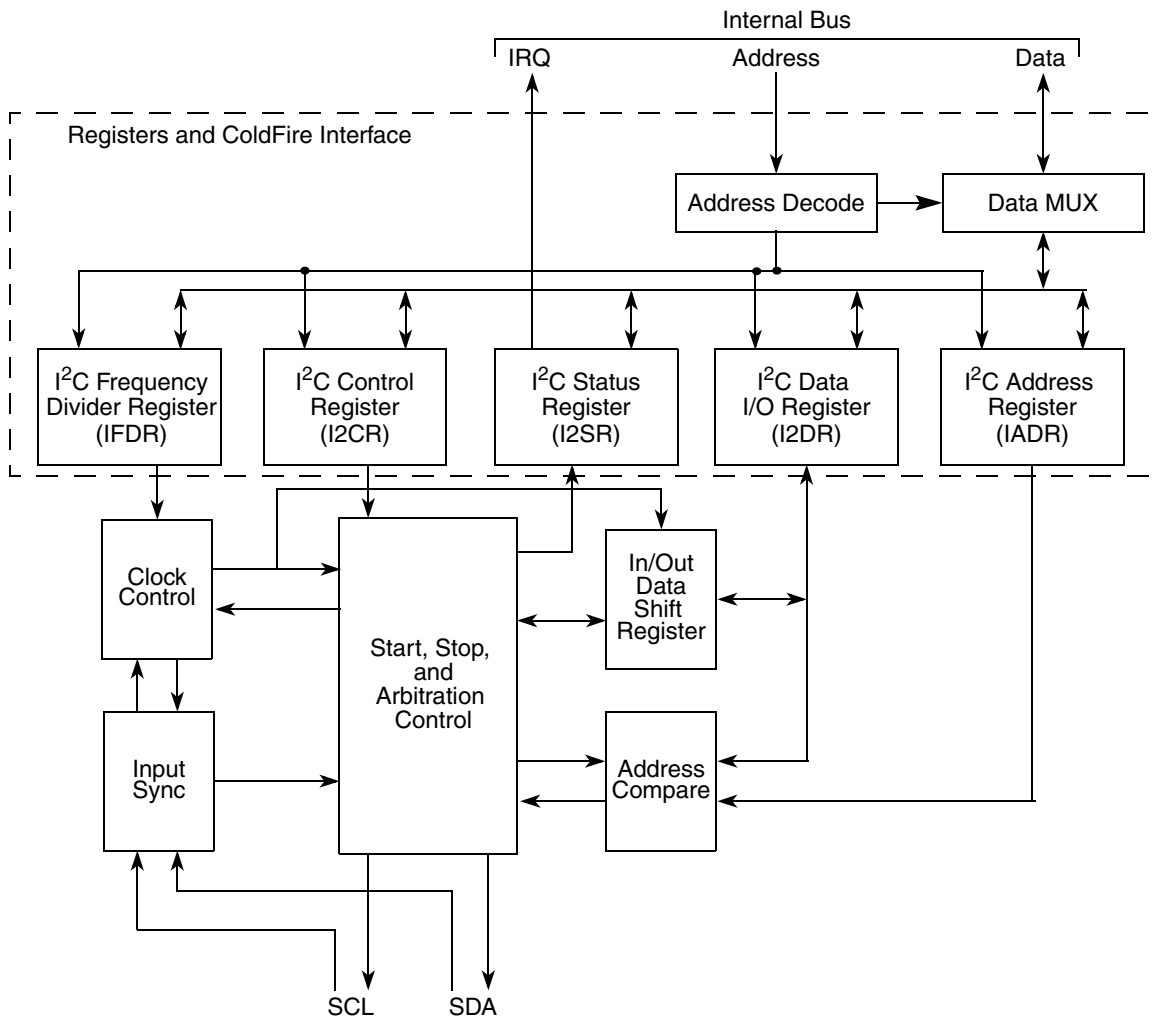 Internal Bus
IRQ
Address
Data
Registers and ColdFire Interface
Address Decode
Data MUX
I²C Frequency
Divider Register
(IFDR)
I²C Control
Register
(I2CR)
I²C Status
Register
(I2SR)
I²C Data
I/O Register
(I2DR)
I²C Address
Register
(IADR)
Clock
Control
Start, Stop,
and
Arbitration
Control
In/Out
Data
Shift
Register
Input
Sync
Address
Compare
SCL
SDA